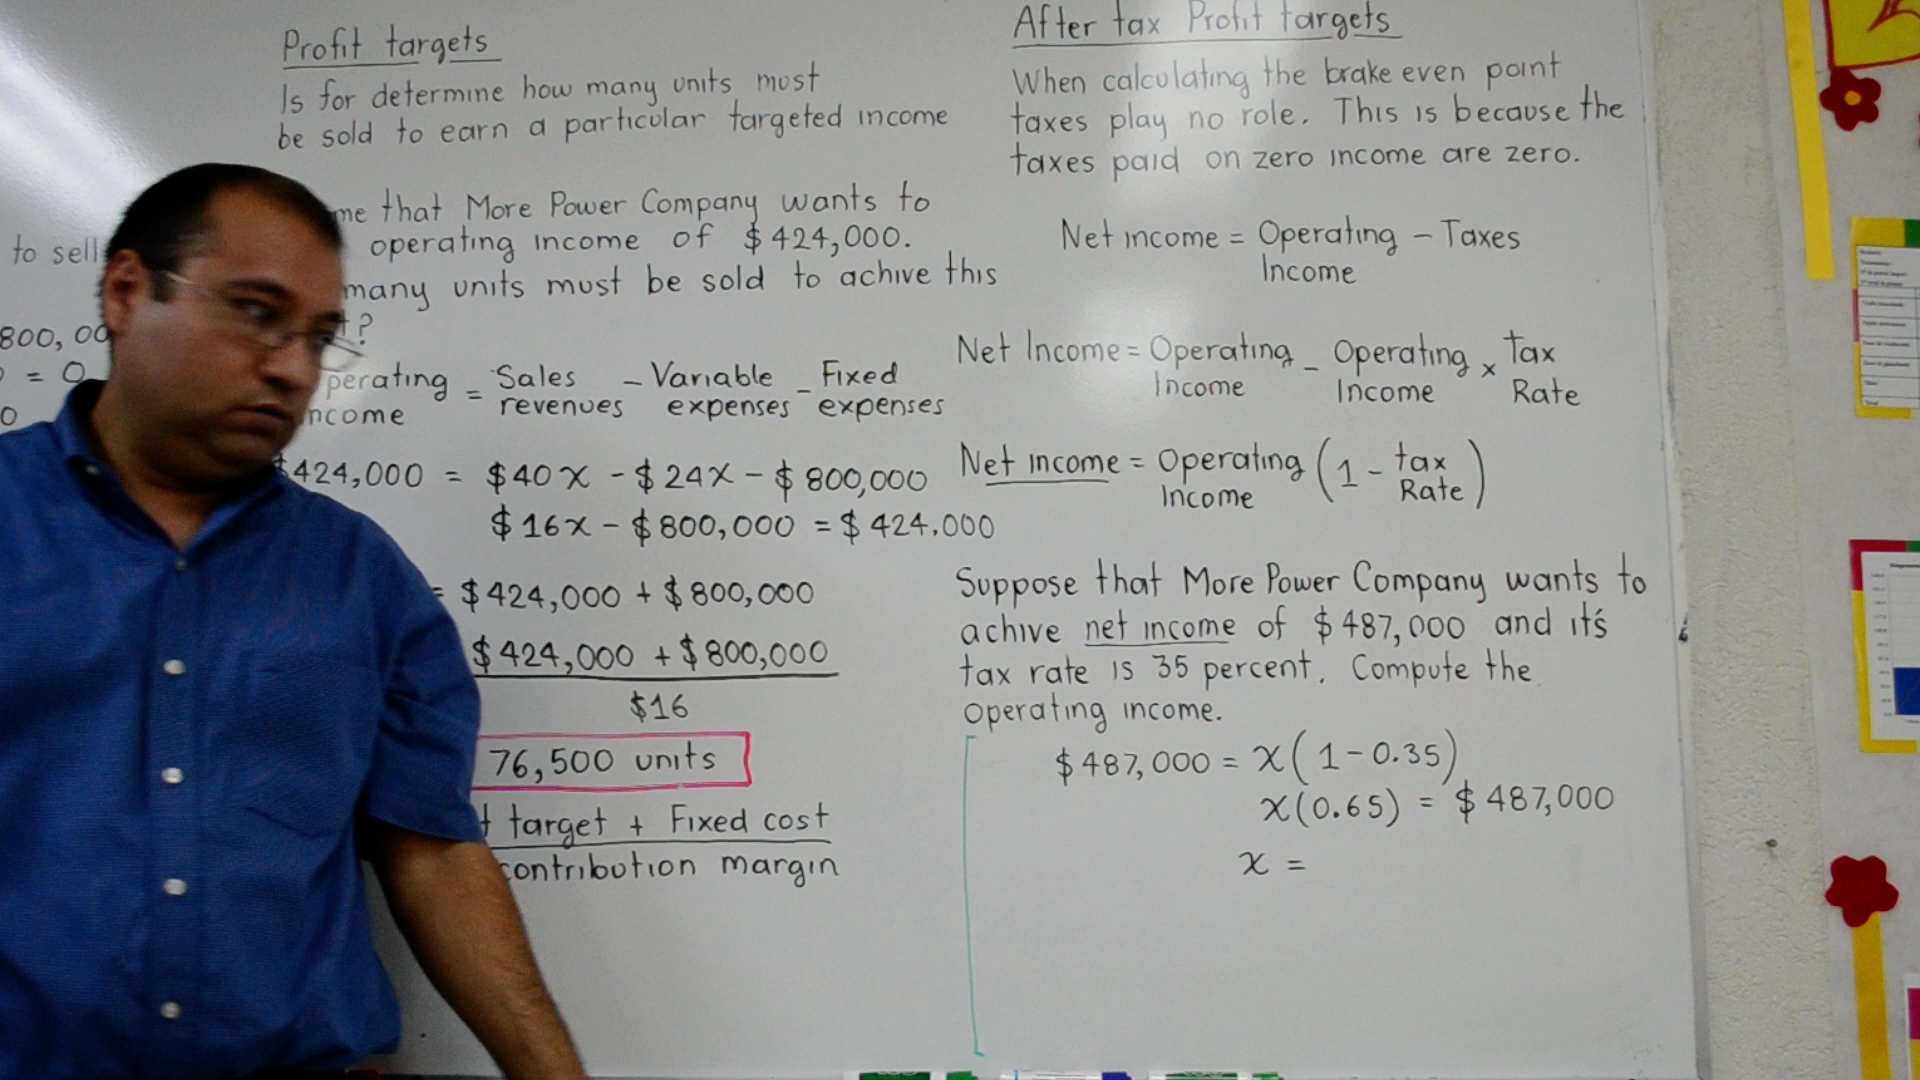 Profit targets
Is for determine how many units must
be sold to earn a particular targeted income
me that More Power Company wants to
to sell
operating income of $424,000.
many units must be sold to achive this
t?
800,00
= 0
perating = Sales - Variable - Fixed
ncome revenues expenses expenses
0
$424,000 = $40x - $24x - $800,000
$16x - $800,000 = $424.000
= $424,000 + $800,000
$424,000 + $800,000
$16
76,500 units
t target + Fixed cost
contribution margin
After tax Profit targets
When calculating the brake even point
taxes play no role. This is because the
taxes paid on zero income are zero.
Net income = Operating - Taxes
Income
Net Income = Operating - Operating x Tax
Income Income Rate
Net income = Operating (1 - tax
Income Rate)
Suppose that More Power Company wants to
achive net income of $487,000 and it's
tax rate is 35 percent. Compute the
operating income.
$487,000 = x(1-0.35)
x(0.65) = $487,000
x =